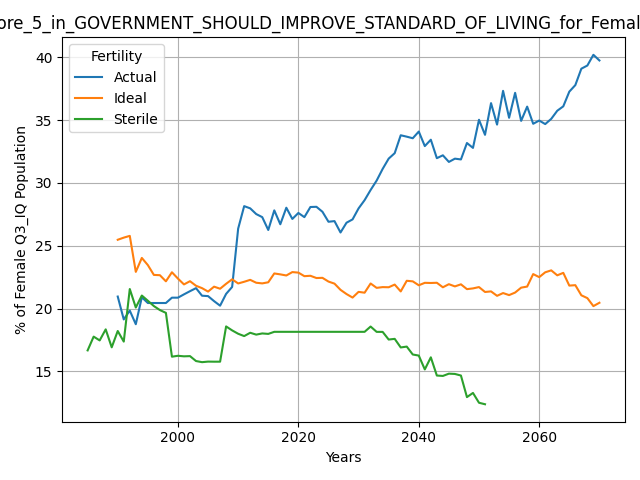 ore_5_in_GOVERNMENT_SHOULD_IMPROVE_STANDARD_OF_LIVING_for_Femal
Fertility
Actual
Ideal
Sterile
% of Female Q3_IQ Population
40
35
30
25
20
15
2000
2020
2040
2060
Years